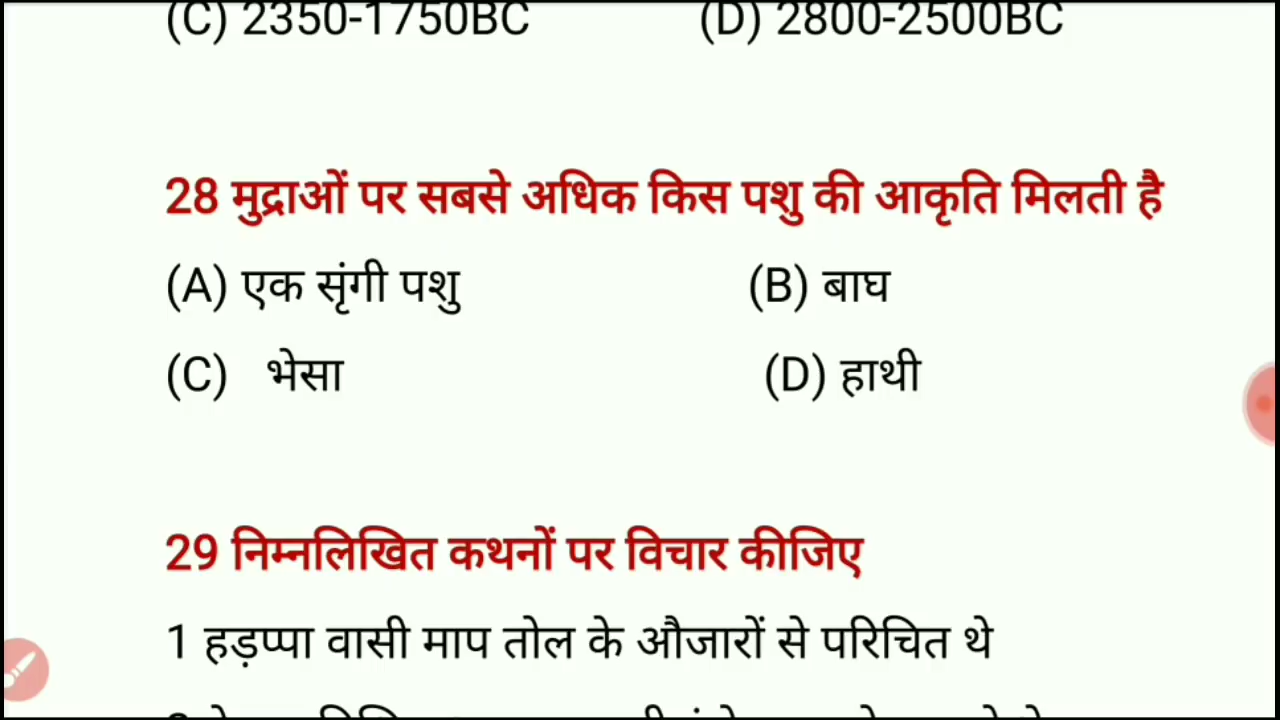 (C) 2350-1750BC (D) 2800-2500BC
28 मुद्राओं पर सबसे अधिक किस पशु की आकृति मिलती है
(A) एक सृंगी पशु (B) बाघ
(C) भेसा (D) हाथी
29 निम्नलिखित कथनों पर विचार कीजिए
1 हड़प्पा वासी माप तोल के औजारों से परिचित थे